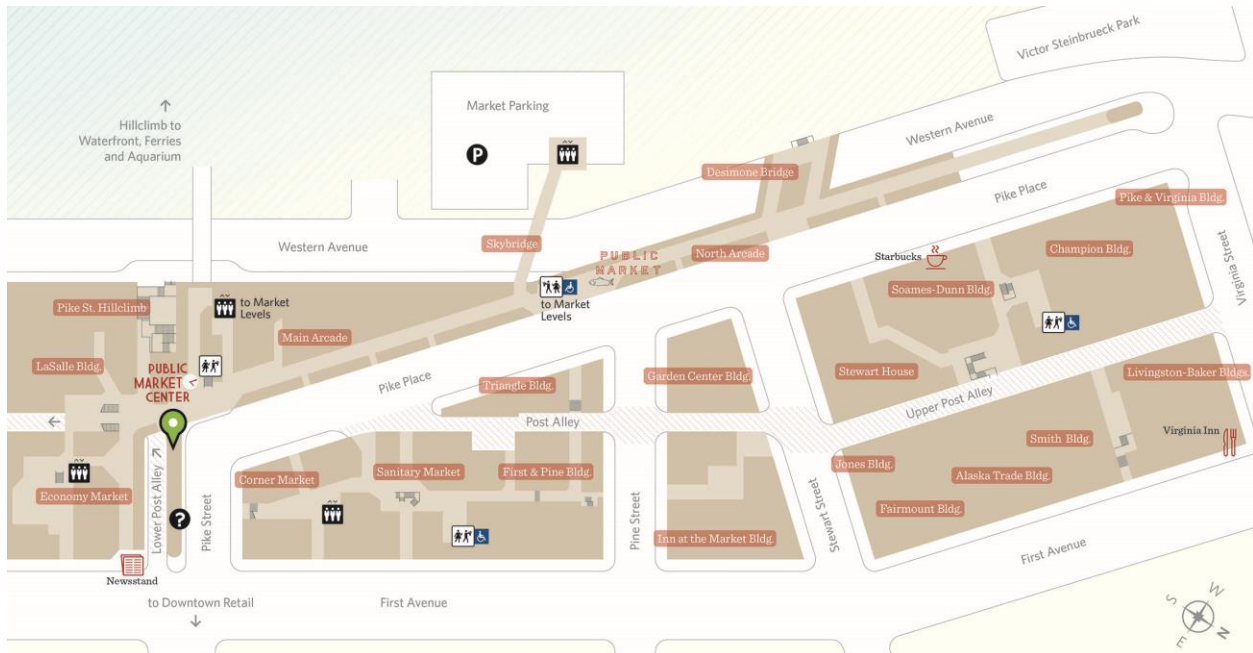 Victor Steinbrueck Park
Market Parking
P
Hillclimb to
Waterfront, Ferries
and Aquarium
Western Avenue
Desimone Bridge
Pike Place
Pike & Virginia Bldg.
Virginia Street
Western Avenue
Skybridge
PUBLIC
MARKET
North Arcade
Starbucks
Champion Bldg.
Soames-Dunn Bldg.
Pike St. Hillclimb
to Market
Levels
to Market
Levels
Main Arcade
LaSalle Bldg.
PUBLIC
MARKET
CENTER
Pike Place
Triangle Bldg.
Garden Center Bldg.
Stewart House
Livingston-Baker Bldgs.
Upper Post Alley
Post Alley
Virginia Inn
Smith Bldg.
Jones Bldg.
Alaska Trade Bldg.
Fairmount Bldg.
Economy Market
Lower Post Alley
?
Pike Street
Corner Market
Sanitary Market
First & Pine Bldg.
Pine Street
Inn at the Market Bldg.
Stewart Street
First Avenue
Newsstand
to Downtown Retail
First Avenue
S
W
E
N